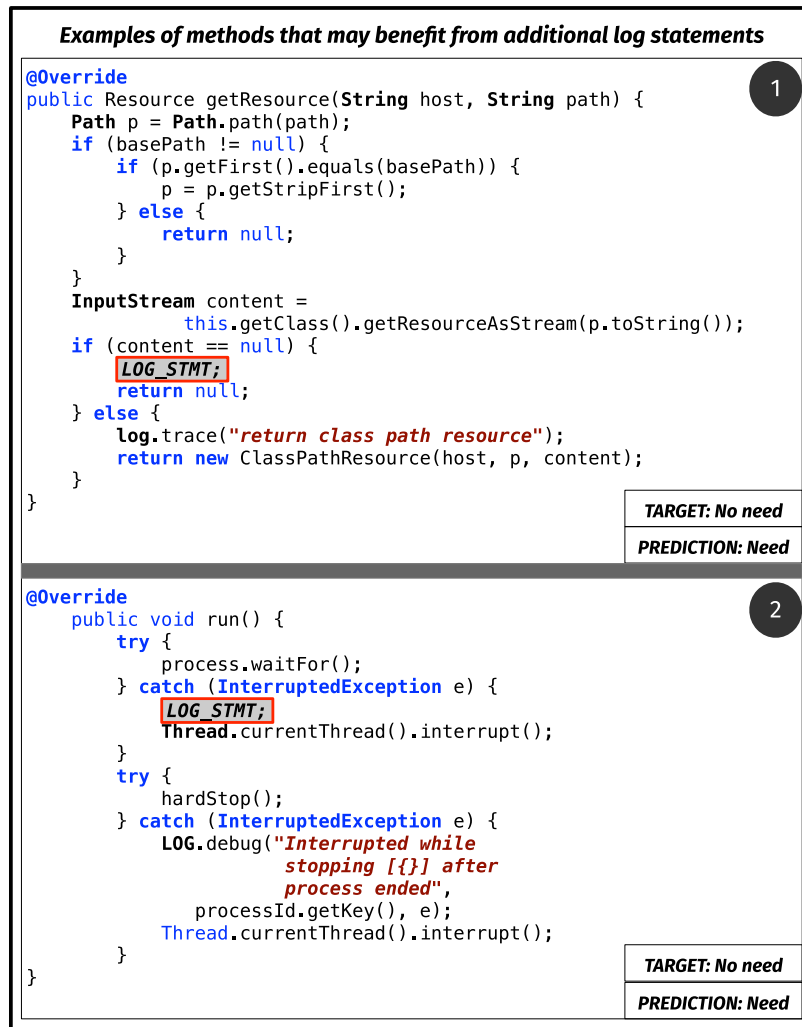 Examples of methods that may benefit from additional log statements
1
@Override
public Resource getResource(String host, String path) {
    Path p = Path.path(path);
    if (basePath != null) {
        if (p.getFirst().equals(basePath)) {
            p = p.getStripFirst();
        } else {
            return null;
        }
    }
    InputStream content =
            this.getClass().getResourceAsStream(p.toString());
    if (content == null) {
        LOG_STMT;
        return null;
    } else {
        log.trace("return class path resource");
        return new ClassPathResource(host, p, content);
    }
}
TARGET: No need
PREDICTION: Need
2
@Override
    public void run() {
        try {
            process.waitFor();
        } catch (InterruptedException e) {
            LOG_STMT;
            Thread.currentThread().interrupt();
        }
        try {
            hardStop();
        } catch (InterruptedException e) {
            LOG.debug("Interrupted while
                    stopping [{}] after
                    process ended",
              processId.getKey(), e);
            Thread.currentThread().interrupt();
        }
}
TARGET: No need
PREDICTION: Need